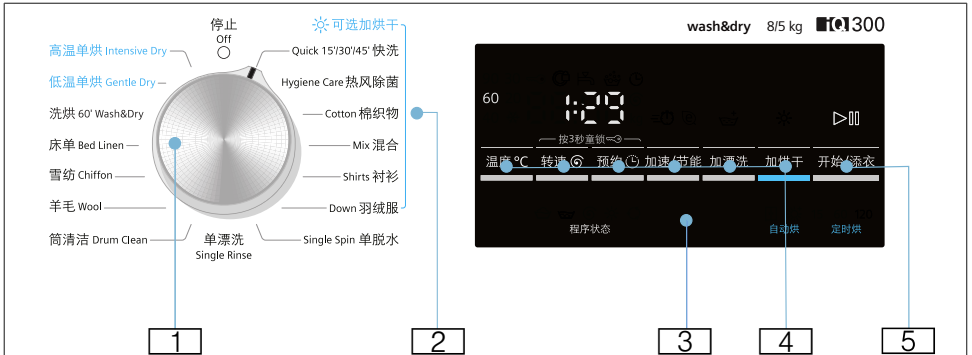 停止
Off
可选加烘干
高温单烘 Intensive Dry
低温单烘 Gentle Dry
洗烘 60' Wash&Dry
床单 Bed Linen
雪纺 Chiffon
羊毛 Wool
筒清洁 Drum Clean
单漂洗
Single Rinse
Quick 15'/30'/45' 快洗
Hygiene Care 热风除菌
Cotton 棉织物
Mix 混合
Shirts 衬衫
Down 羽绒服
Single Spin 单脱水
wash&dry 8/5 kg iQ 300
60
1:29
按3秒童锁
温度 ℃ 转速 预约 加速/节能 加漂洗 加烘干 开始/添衣
程序状态 自动烘 定时烘
1 2 3 4 5